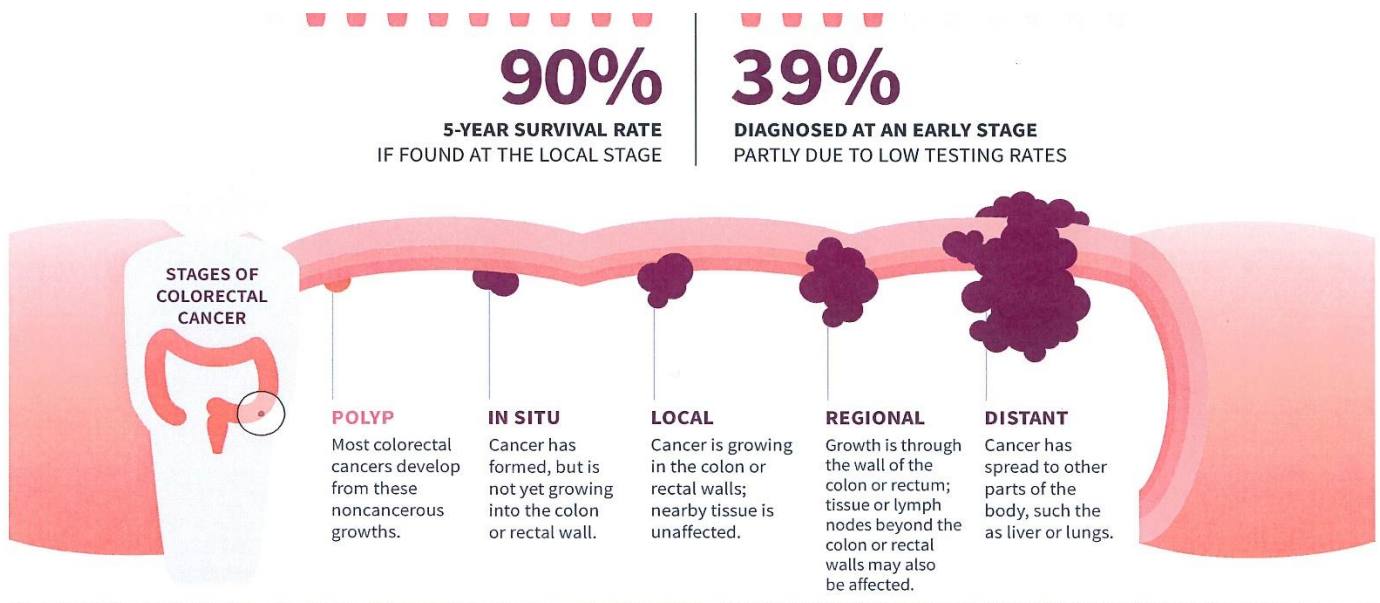 90%
5-YEAR SURVIVAL RATE
IF FOUND AT THE LOCAL STAGE
39%
DIAGNOSED AT AN EARLY STAGE
PARTLY DUE TO LOW TESTING RATES
STAGES OF
COLORECTAL
CANCER
POLYP
Most colorectal
cancers develop
from these
noncancerous
growths.
IN SITU
Cancer has
formed, but is
not yet growing
into the colon
or rectal wall.
LOCAL
Cancer is growing
in the colon or
rectal walls;
nearby tissue is
unaffected.
REGIONAL
Growth is through
the wall of the
colon or rectum;
tissue or lymph
nodes beyond the
colon or rectal
walls may also
be affected.
DISTANT
Cancer has
spread to other
parts of the
body, such the
as liver or lungs.